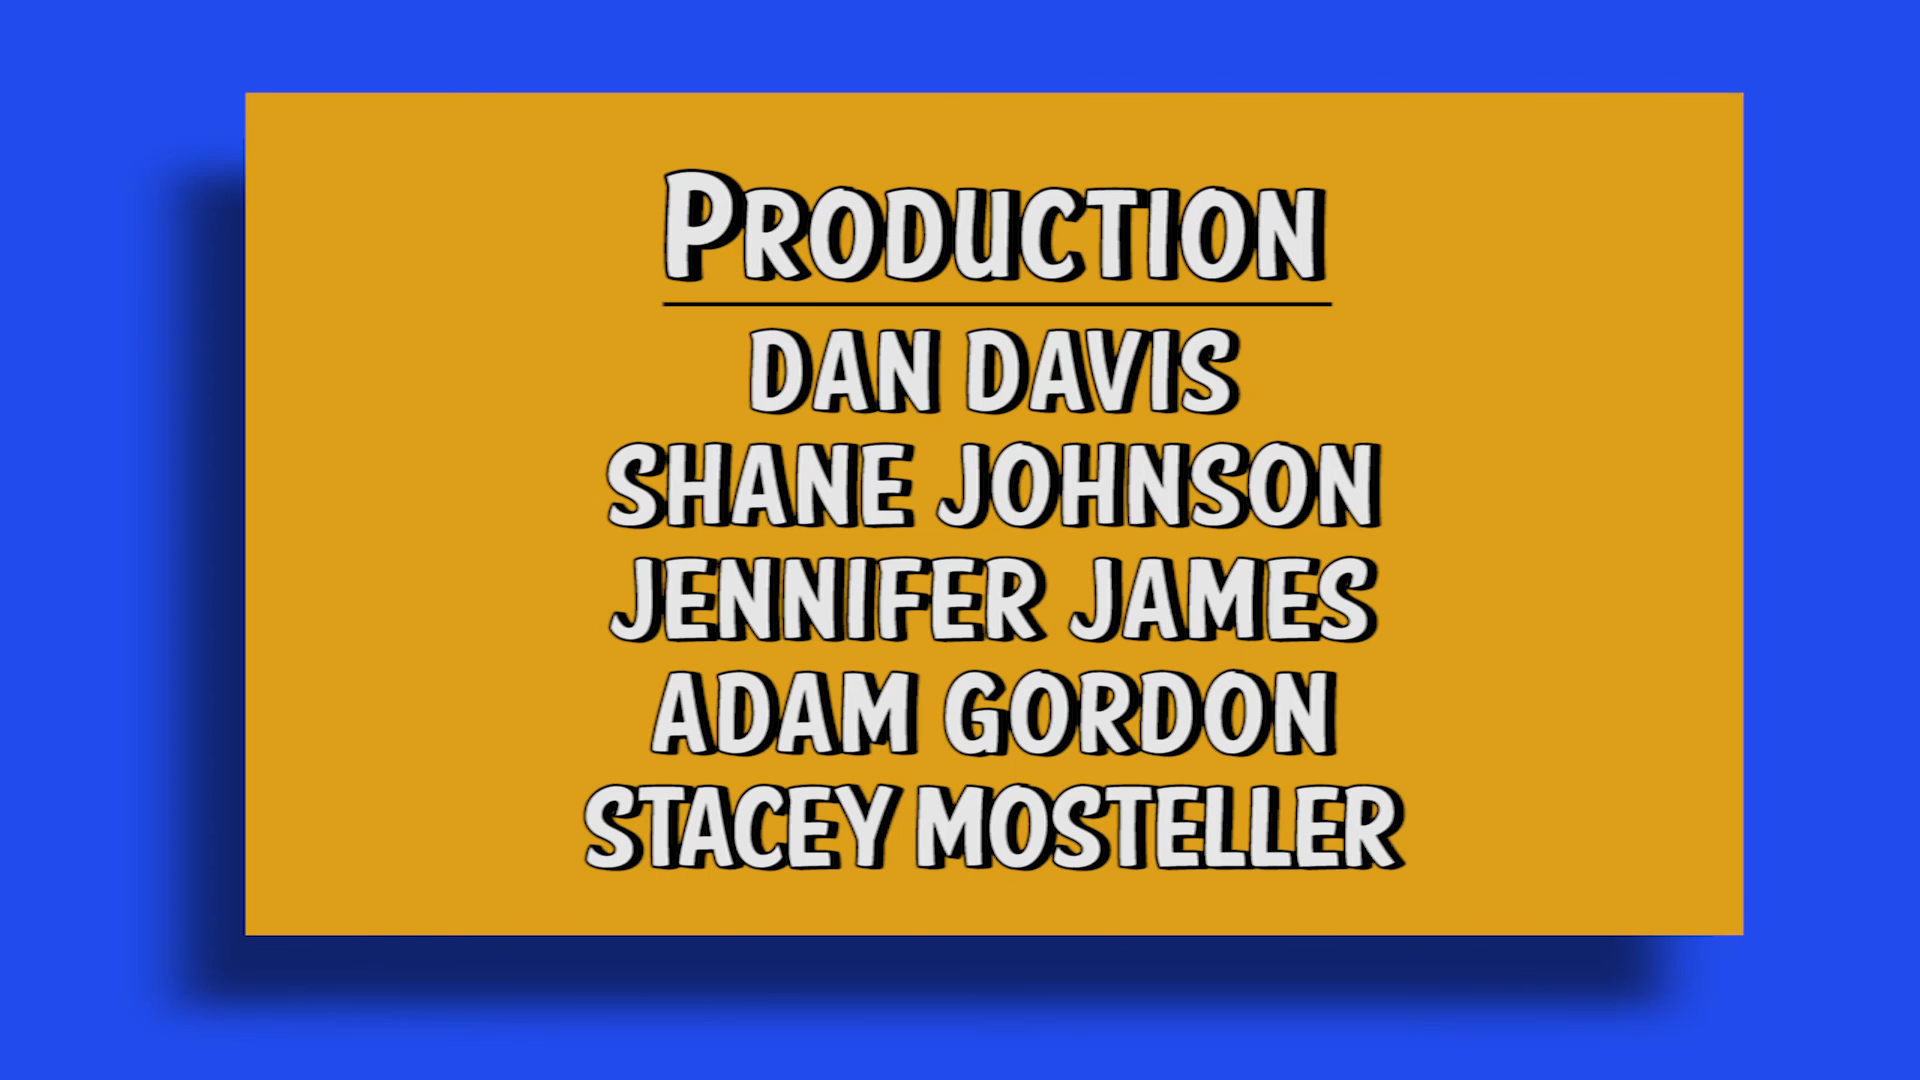 PRODUCTION
DAN DAVIS
SHANE JOHNSON
JENNIFER JAMES
ADAM GORDON
STACEY MOSTELLER